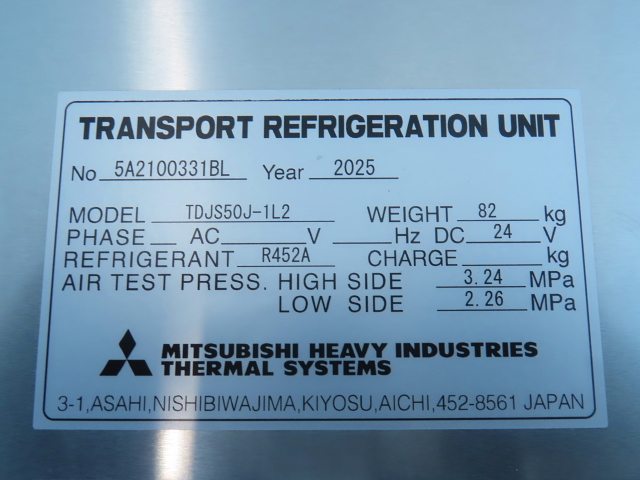 TRANSPORT REFRIGERATION UNIT
No 5A2100331BL Year 2025
MODEL TDJS50J-1L2 WEIGHT 82 kg
PHASE AC V Hz DC 24 V
REFRIGERANT R452A CHARGE kg
AIR TEST PRESS. HIGH SIDE 3.24 MPa
LOW SIDE 2.26 MPa
MITSUBISHI HEAVY INDUSTRIES
THERMAL SYSTEMS
3-1,ASAHI,NISHIBIWAJIMA,KIYOSU,AICHI,452-8561 JAPAN